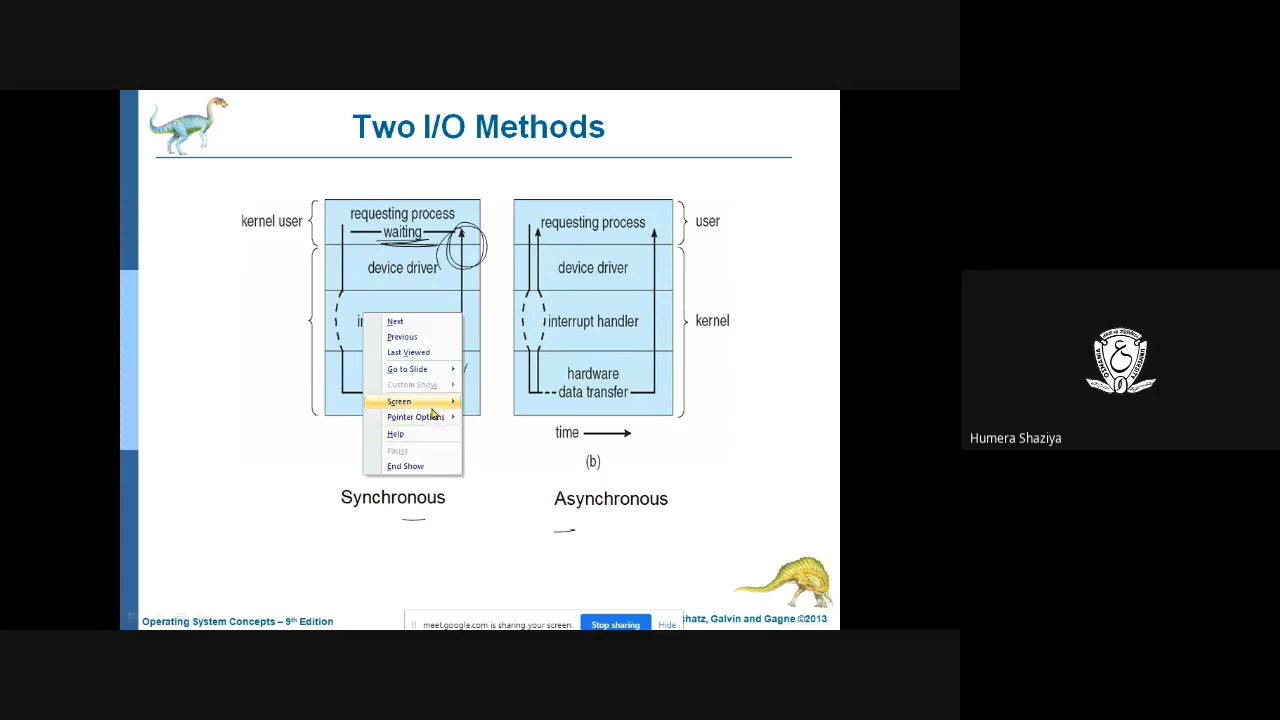 Two I/O Methods
kernel user
requesting process
waiting
device driver
requesting process
device driver
interrupt handler
hardware
data transfer
user
kernel
time
(b)
Next
Previous
Last Viewed
Go to Slide
Custom Show
Screen
Pointer Options
Help
Pause
End Show
Synchronous
Asynchronous
Operating System Concepts – 9th Edition
meet.google.com is sharing your screen.
Stop sharing
Hide
chatz, Galvin and Gagne ©2013
Humera Shaziya